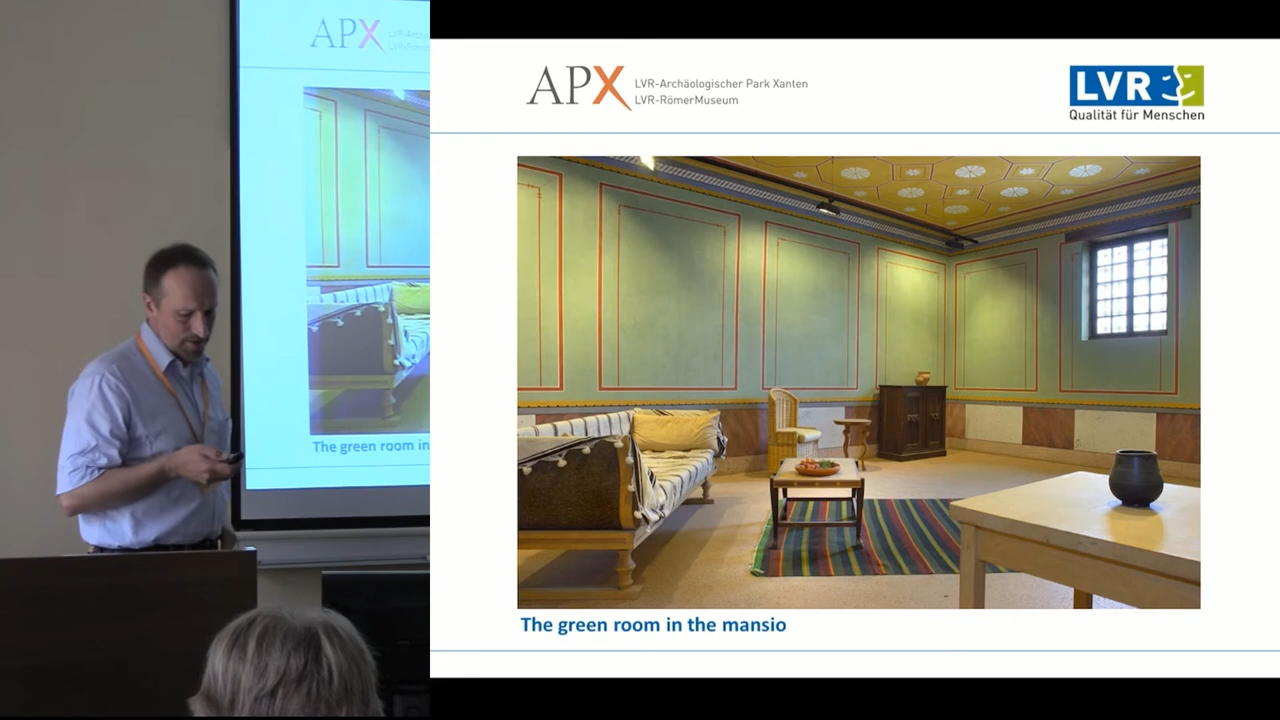 APX
LVR-Archäologischer Park Xanten
LVR-RömerMuseum
LVR
Qualität für Menschen
The green room in the mansio
APX
The green room in